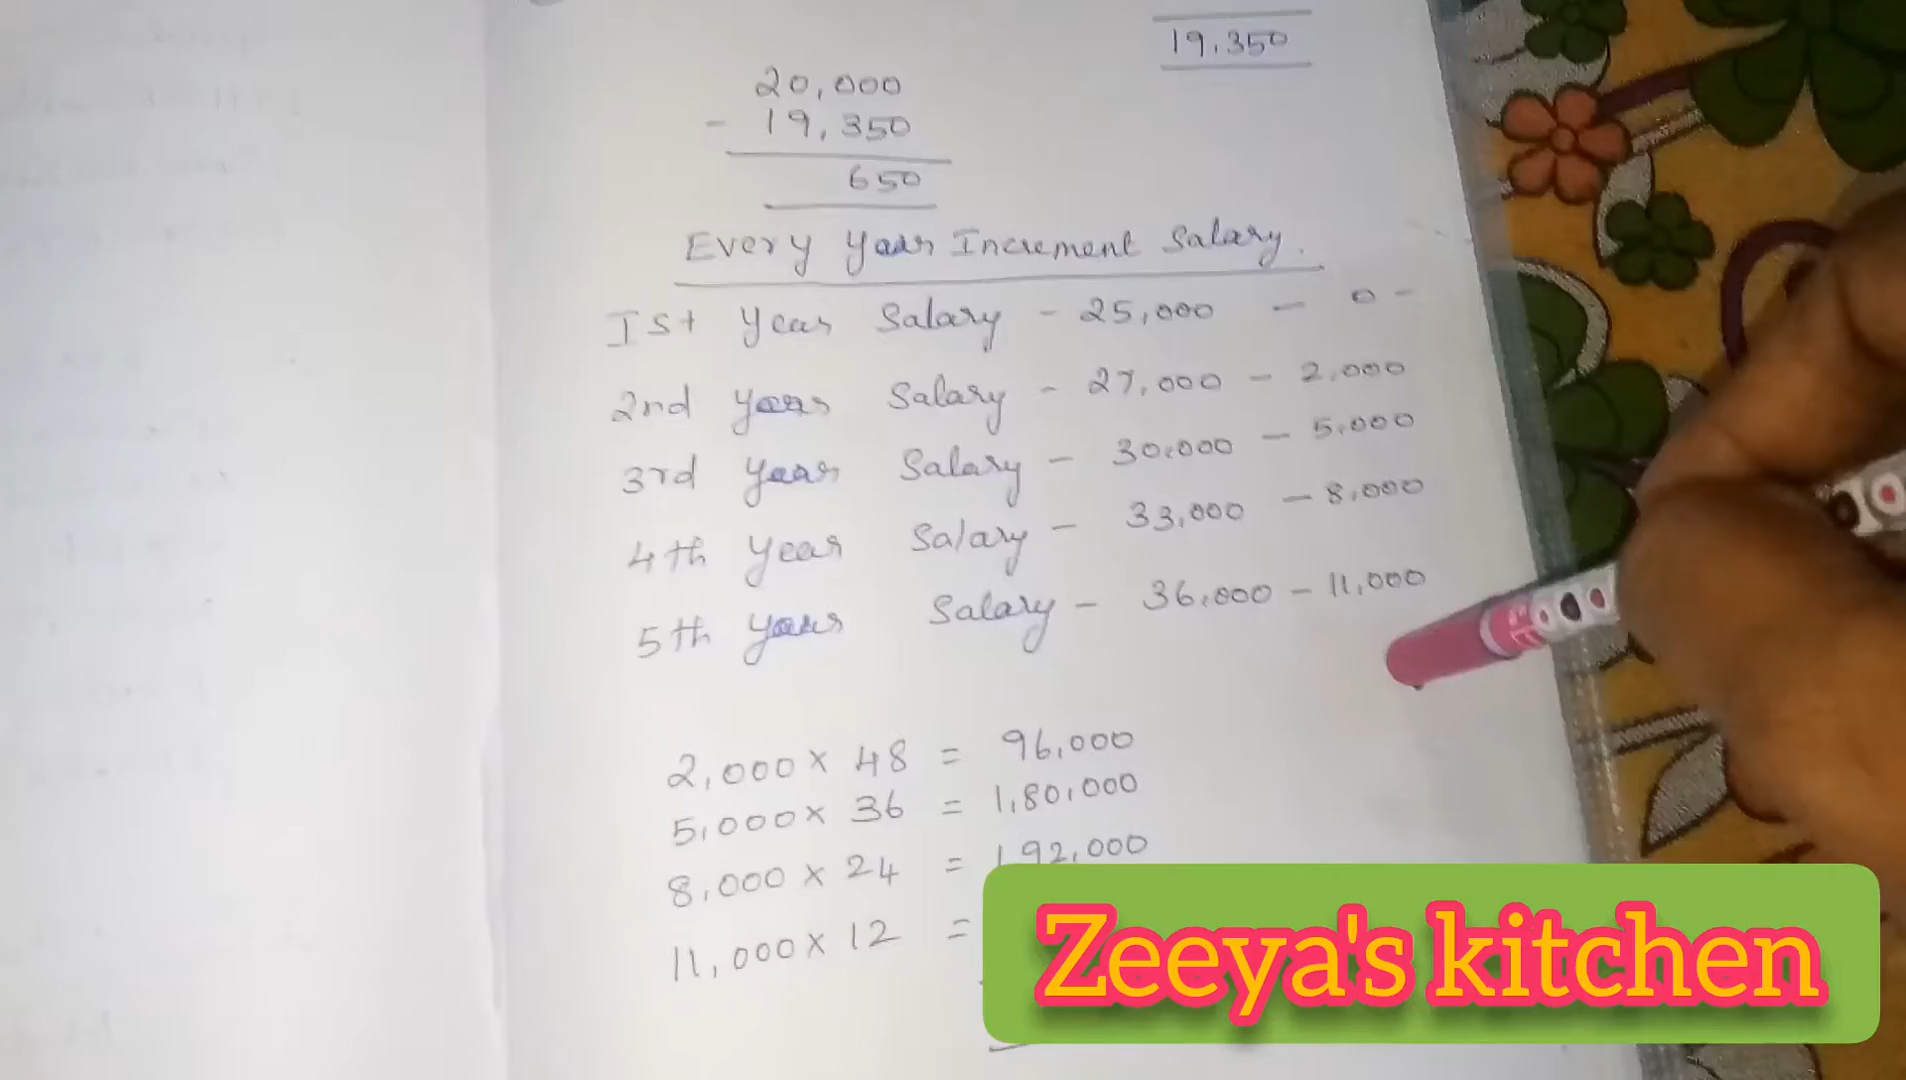 19,350
20,000
- 19,350
650
Every Year Increment Salary.
Ist Year Salary - 25,000 - 0 -
2nd Year Salary - 27,000 - 2,000
3rd Year Salary - 30,000 - 5,000
4th Year Salary - 33,000 - 8,000
5th Year Salary - 36,000 - 11,000
2,000 x 48 = 96,000
5,000 x 36 = 1,80,000
8,000 x 24 = 1,92,000
11,000 x 12 =
Zeeya's kitchen